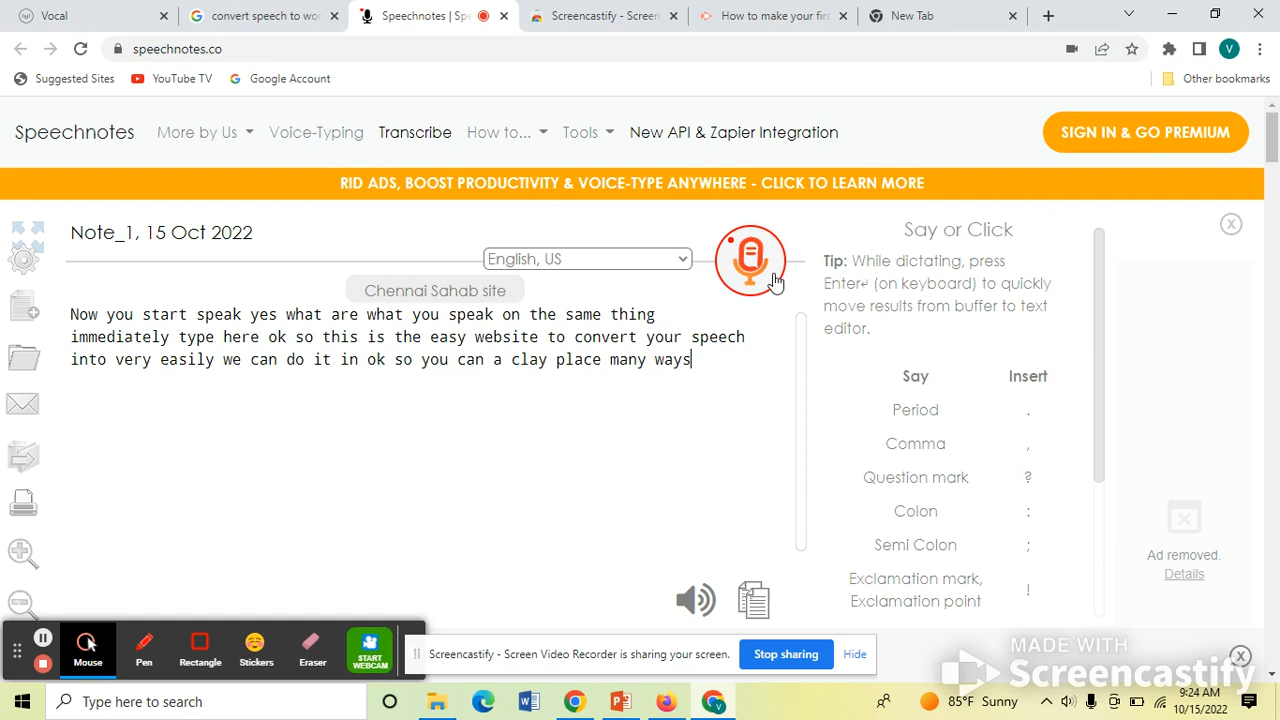 Vocal
convert speech to wo
Speechnotes | Spe
Screencastify - Screen
How to make your firs
New Tab
speechnotes.co
V
Suggested Sites
YouTube TV
Google Account
Other bookmarks
Speechnotes
More by Us
Voice-Typing
Transcribe
How to...
Tools
New API & Zapier Integration
SIGN IN & GO PREMIUM
RID ADS, BOOST PRODUCTIVITY & VOICE-TYPE ANYWHERE - CLICK TO LEARN MORE
Note_1, 15 Oct 2022
English, US
Chennai Sahab site
Now you start speak yes what are what you speak on the same thing
immediately type here ok so this is the easy website to convert your speech
into very easily we can do it in ok so you can a clay place many ways
Say or Click
Tip: While dictating, press
Enter↵ (on keyboard) to quickly
move results from buffer to text
editor.
Say Insert
Period .
Comma ,
Question mark ?
Colon :
Semi Colon ;
Exclamation mark,
Exclamation point !
Ad removed.
Details
Mouse
Pen
Rectangle
Stickers
Eraser
START
WEBCAM
Screencastify - Screen Video Recorder is sharing your screen.
Stop sharing
Hide
MADE WITH
Screencastify
Type here to search
85°F Sunny
9:24 AM
10/15/2022